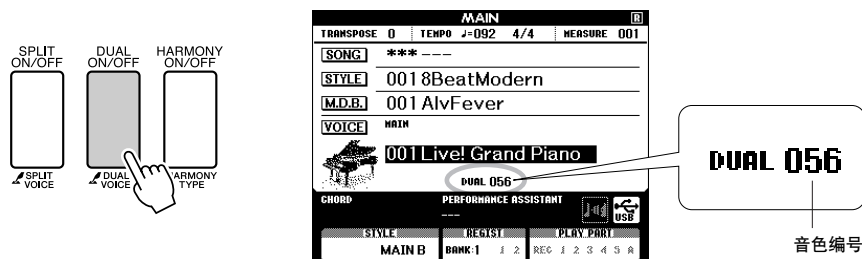 SPLIT ON/OFF
DUAL ON/OFF
HARMONY ON/OFF
SPLIT VOICE
DUAL VOICE
ARMONY TYPE
MAIN R
TRANSPOSE 0 TEMPO ♩=092 4/4 MEASURE 001
SONG ***---
STYLE 001 8BeatModern
M.D.B. 001 AlvFever
VOICE MAIN
001 Live! Grand Piano
DUAL 056
CHORD PERFORMANCE ASSISTANT
---
USB
STYLE REGIST PLAY PART
MAIN B BANK:1 1 2 REC 1 2 3 4 5 A
DUAL 056
音色编号